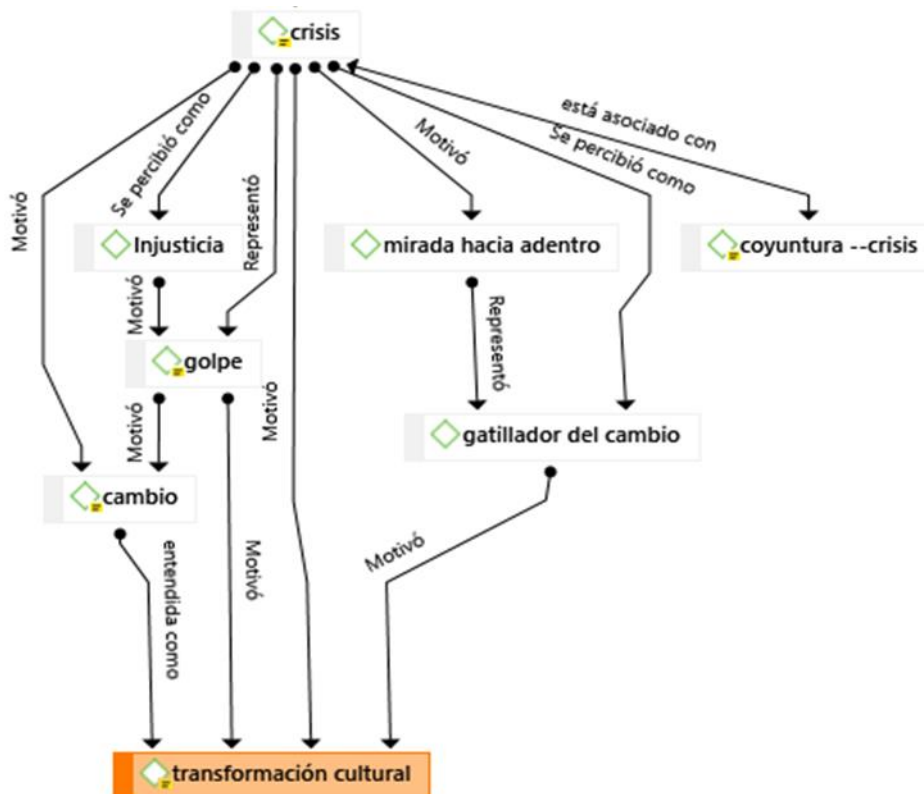 crisis
está asociado con
Se percibió como
Motivó
Se percibió como
Motivó
Representó
Injusticia
mirada hacia adentro
coyuntura --crisis
Motivó
Representó
golpe
Motivó
Motivó
gatillador del cambio
cambio
Motivó
Motivó
entendida como
transformación cultural